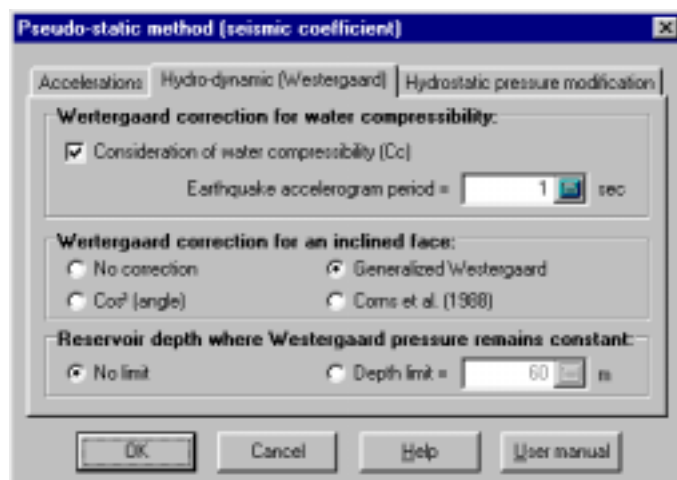 Pseudo-static method (seismic coefficient)
Accelerations Hydro-dynamic (Westergaard) Hydrostatic pressure modification
Wertergaard correction for water compressibility:
Consideration of water compressibility (Cc)
Earthquake accelerogram period = 1 sec
Wertergaard correction for an inclined face:
No correction Generalized Westergaard
Cos² (angle) Corns et al. (1988)
Reservoir depth where Westergaard pressure remains constant:
No limit Depth limit = 60 m
OK Cancel Help User manual